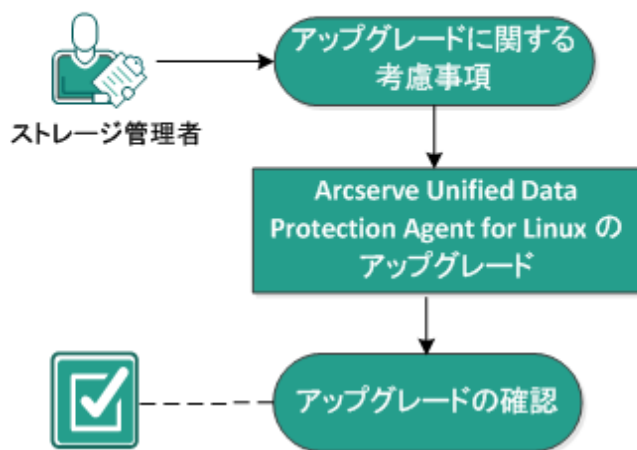 アップグレードに関する
考慮事項
ストレージ管理者
Arcserve Unified Data
Protection Agent for Linux の
アップグレード
アップグレードの確認